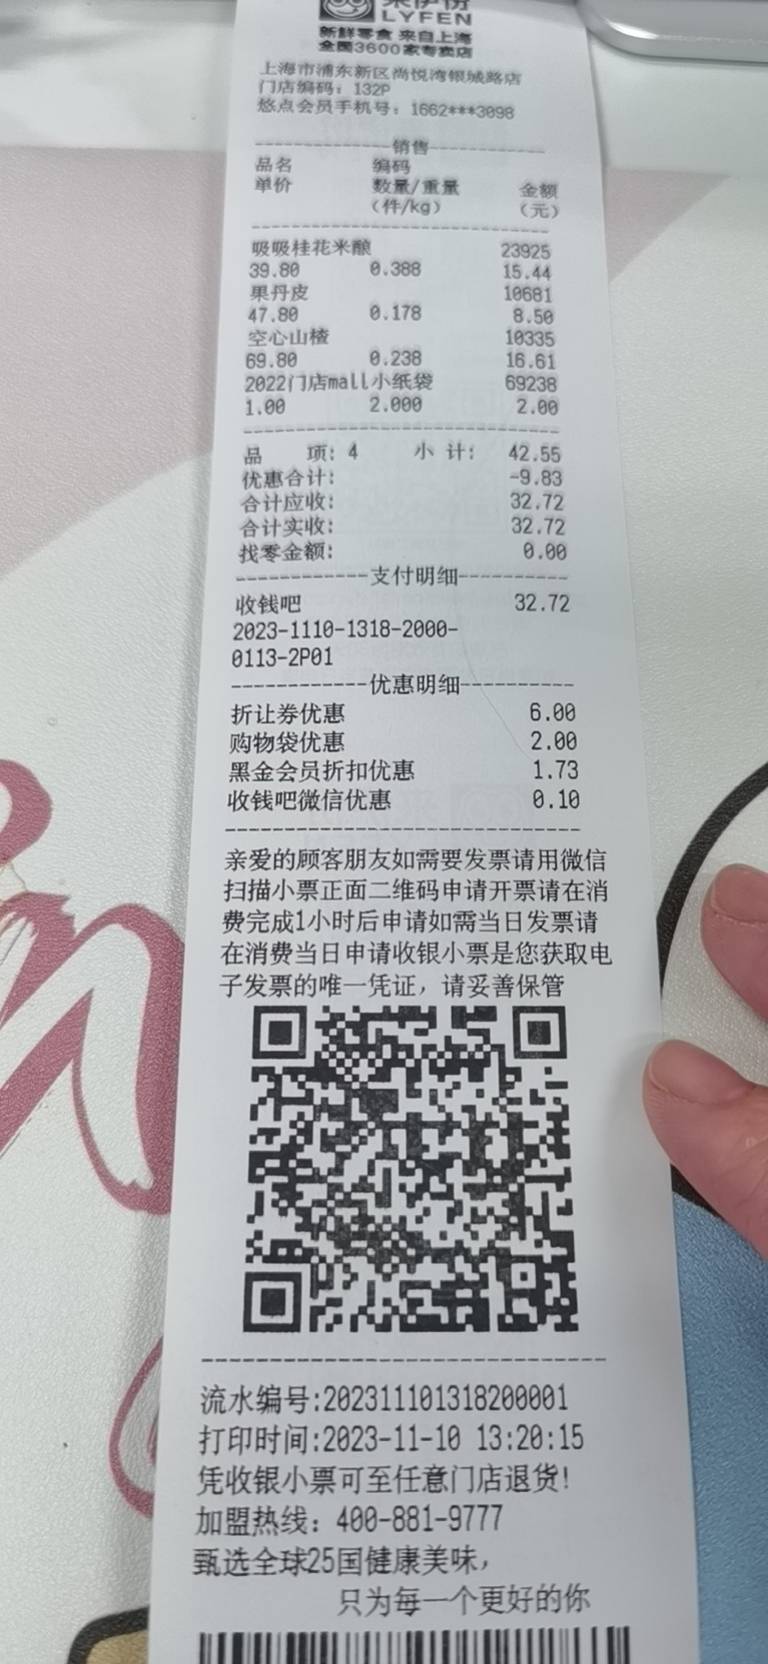 来伊份
LYFEN
新鲜零食 来自上海
全国3600家专卖店
上海市浦东新区尚悦湾银城路店
门店编码：132P
悠点会员手机号：1662***3098
销售
品名 编码
单价 数量/重量 金额
（件/kg） （元）
吸吸桂花米酿 23925
39.80 0.388 15.44
果丹皮 10681
47.80 0.178 8.50
空心山楂 10335
69.80 0.238 16.61
2022门店mall小纸袋 69238
1.00 2.000 2.00
品 项：4 小 计： 42.55
优惠合计： -9.83
合计应收： 32.72
合计实收： 32.72
找零金额： 0.00
支付明细
收钱吧 32.72
2023-1110-1318-2000-
0113-2P01
优惠明细
折让券优惠 6.00
购物袋优惠 2.00
黑金会员折扣优惠 1.73
收钱吧微信优惠 0.10
亲爱的顾客朋友如需要发票请用微信
扫描小票正面二维码申请开票请在消
费完成1小时后申请如需当日发票请
在消费当日申请收银小票是您获取电
子发票的唯一凭证，请妥善保管
流水编号:202311101318200001
打印时间:2023-11-10 13:20:15
凭收银小票可至任意门店退货!
加盟热线：400-881-9777
甄选全球25国健康美味，
只为每一个更好的你